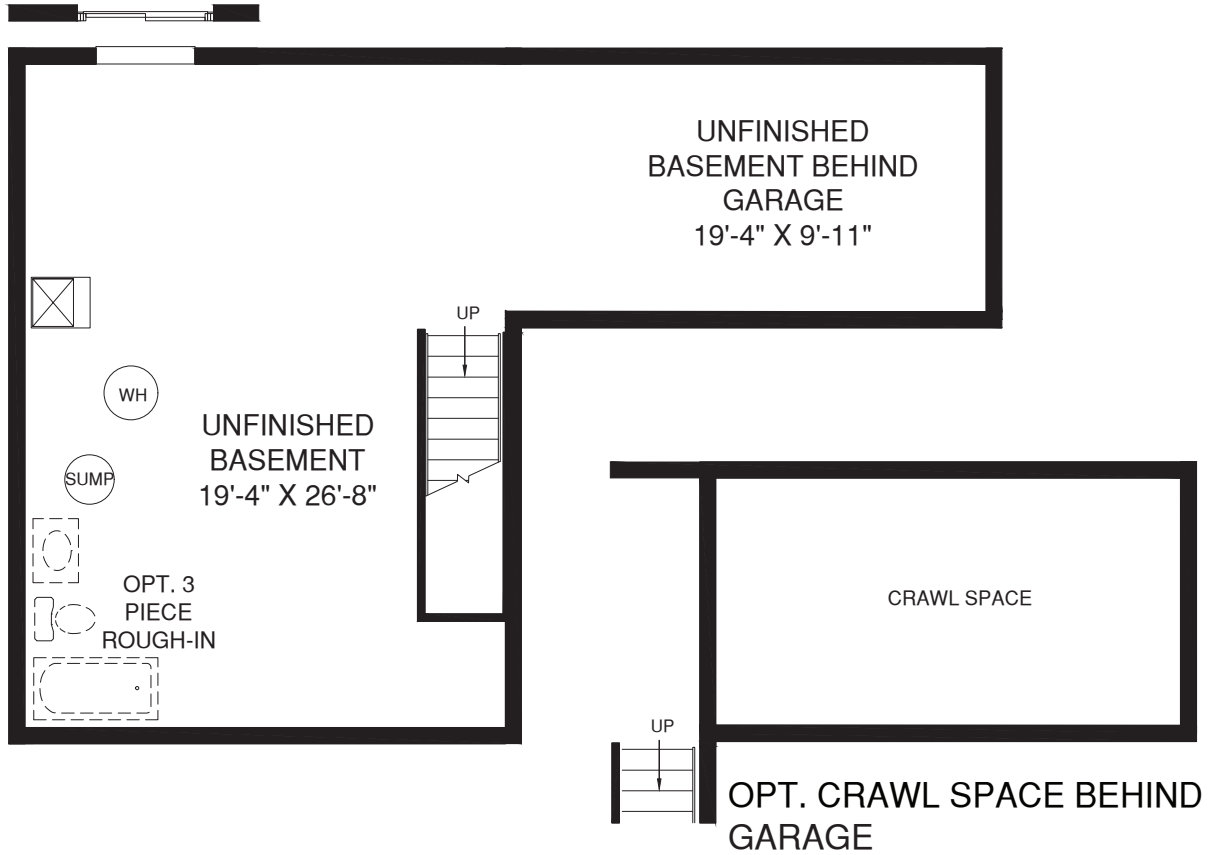 UNFINISHED
BASEMENT BEHIND
GARAGE
19'-4" X 9'-11"
UP
WH
UNFINISHED
BASEMENT
19'-4" X 26'-8"
SUMP
OPT. 3
PIECE
ROUGH-IN
CRAWL SPACE
UP
OPT. CRAWL SPACE BEHIND
GARAGE